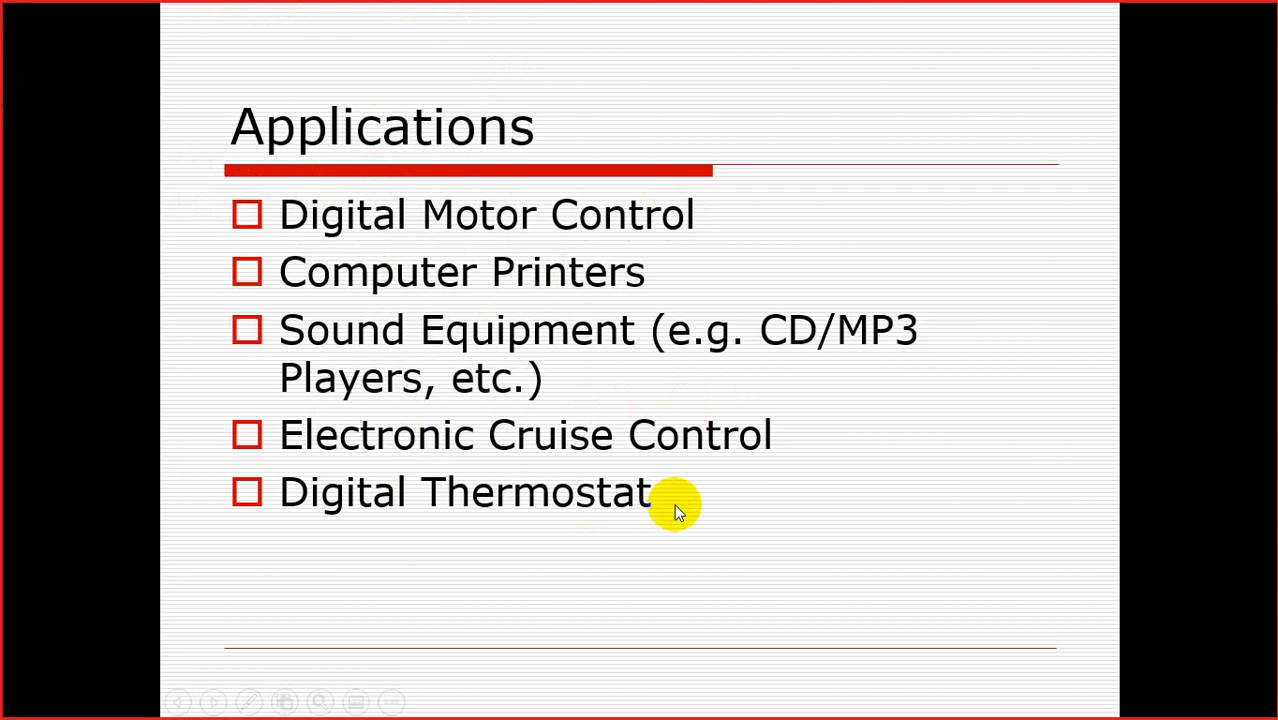 Applications
Digital Motor Control
Computer Printers
Sound Equipment (e.g. CD/MP3
Players, etc.)
Electronic Cruise Control
Digital Thermostat